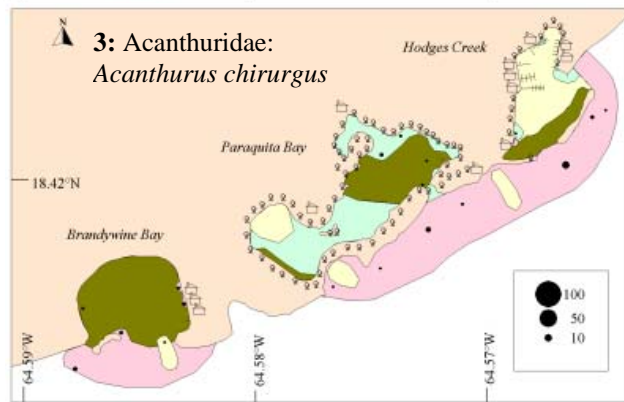 3: Acanthuridae:
Acanthurus chirurgus
Hodges Creek
Paraquita Bay
18.42°N
Brandywine Bay
100
50
10
64.59°W
64.58°W
64.57°W